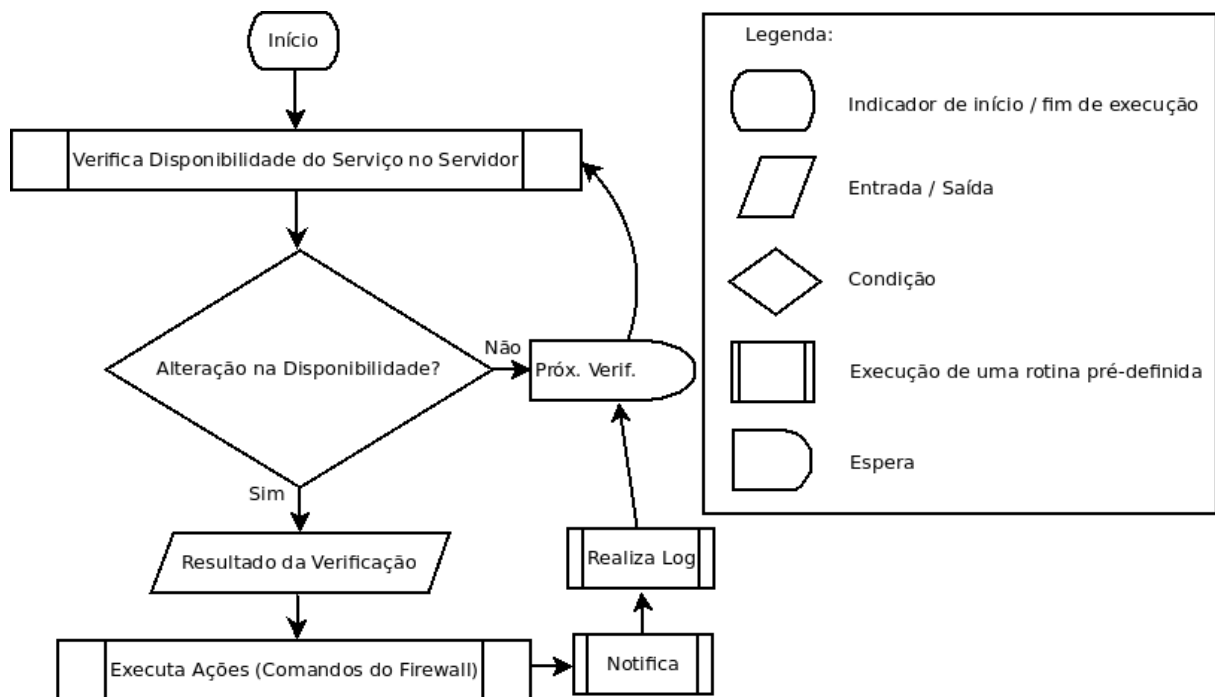 Início
Verifica Disponibilidade do Serviço no Servidor
Alteração na Disponibilidade?
Não
Próx. Verif.
Sim
Resultado da Verificação
Executa Ações (Comandos do Firewall)
Notifica
Realiza Log
Legenda:
Indicador de início / fim de execução
Entrada / Saída
Condição
Execução de uma rotina pré-definida
Espera